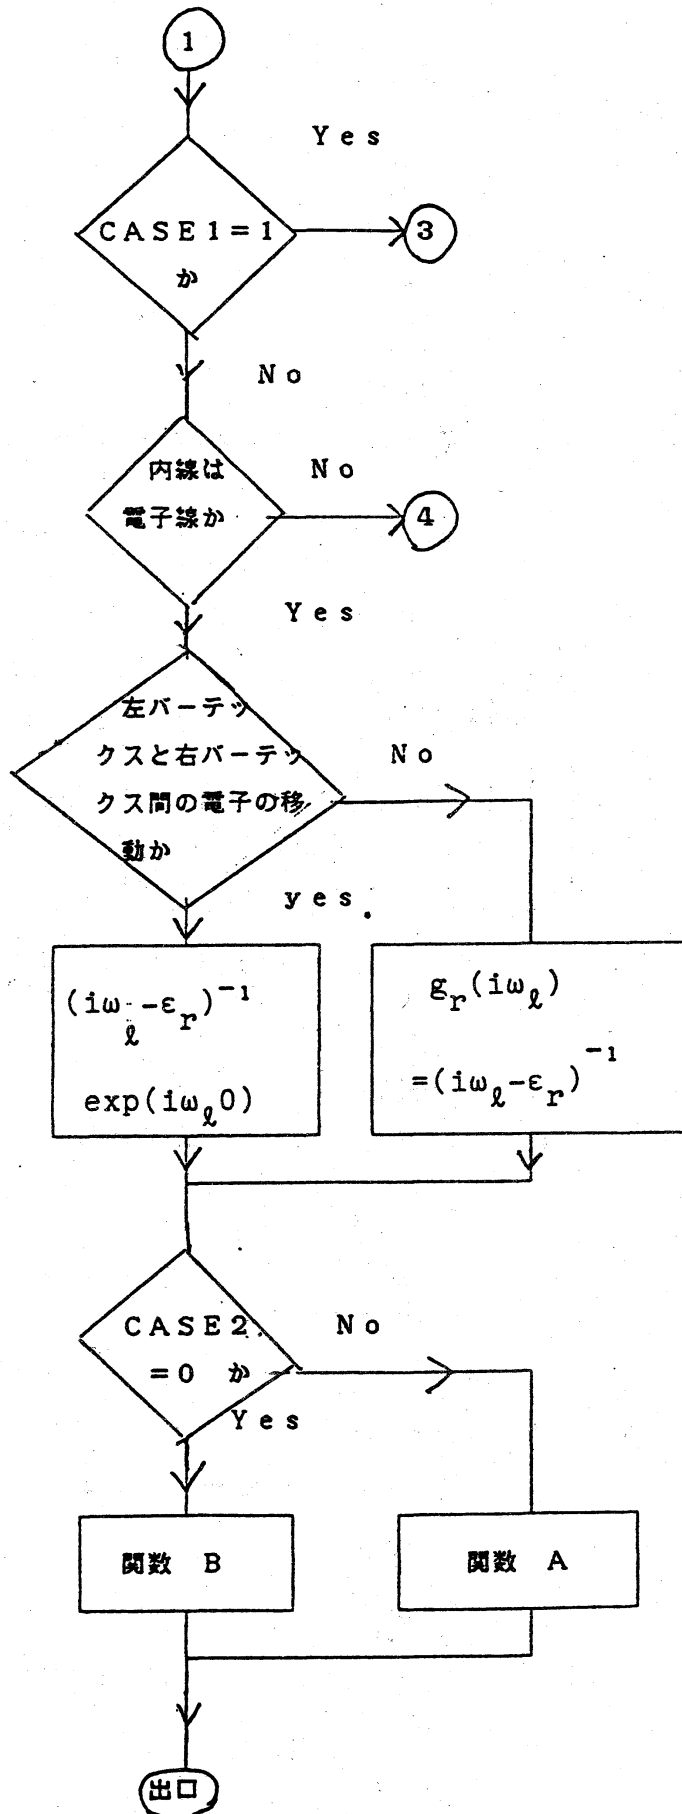 1
Yes
CASE1=1
3
か
No
内線は
No
電子線か
4
Yes
左バーテッ
クスと右バーテッ
No
クス間の電子の移
動か
yes.
(iω_ℓ-ε_r)^-1
exp(iω_ℓ0)
g_r(iω_ℓ)
=(iω_ℓ-ε_r)^-1
CASE2
No
=0 か
Yes
関数 B
関数 A
出口